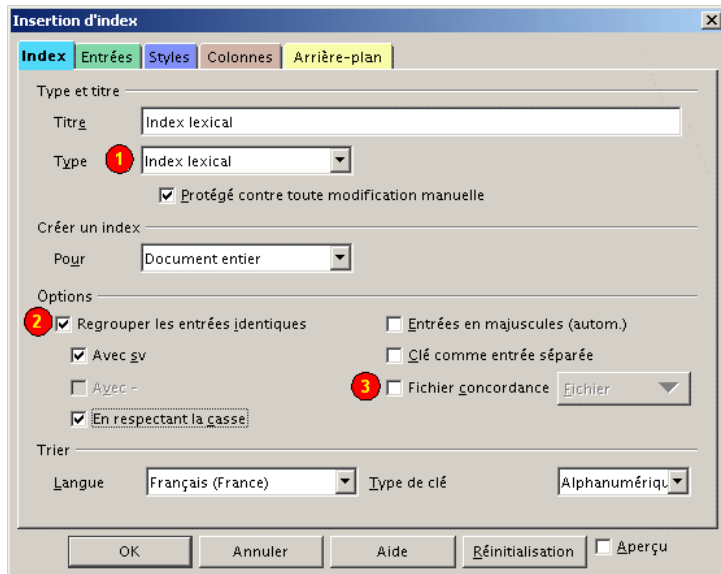 Insertion d'index
Index Entrées Styles Colonnes Arrière-plan
Type et titre
Titre Index lexical
Type 1 Index lexical
Protégé contre toute modification manuelle
Créer un index
Pour Document entier
Options
2 Regrouper les entrées identiques Entrées en majuscules (autom.)
Avec sv Clé comme entrée séparée
Avec - 3 Fichier concordance Fichier
En respectant la casse
Trier
Langue Français (France) Type de clé Alphanumériqu
OK Annuler Aide Réinitialisation Aperçu